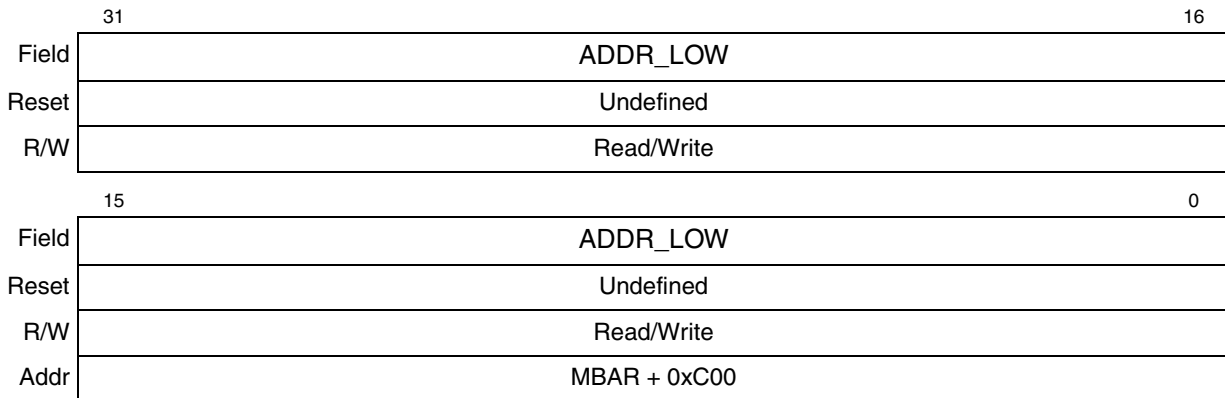 31 16
Field ADDR_LOW
Reset Undefined
R/W Read/Write
15 0
Field ADDR_LOW
Reset Undefined
R/W Read/Write
Addr MBAR + 0xC00